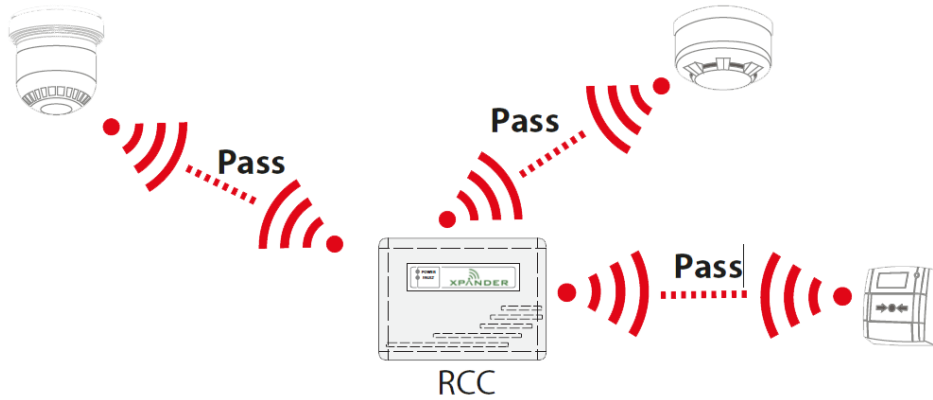 Pass
Pass
Pass
POWER
FAULT
XPANDER
RCC